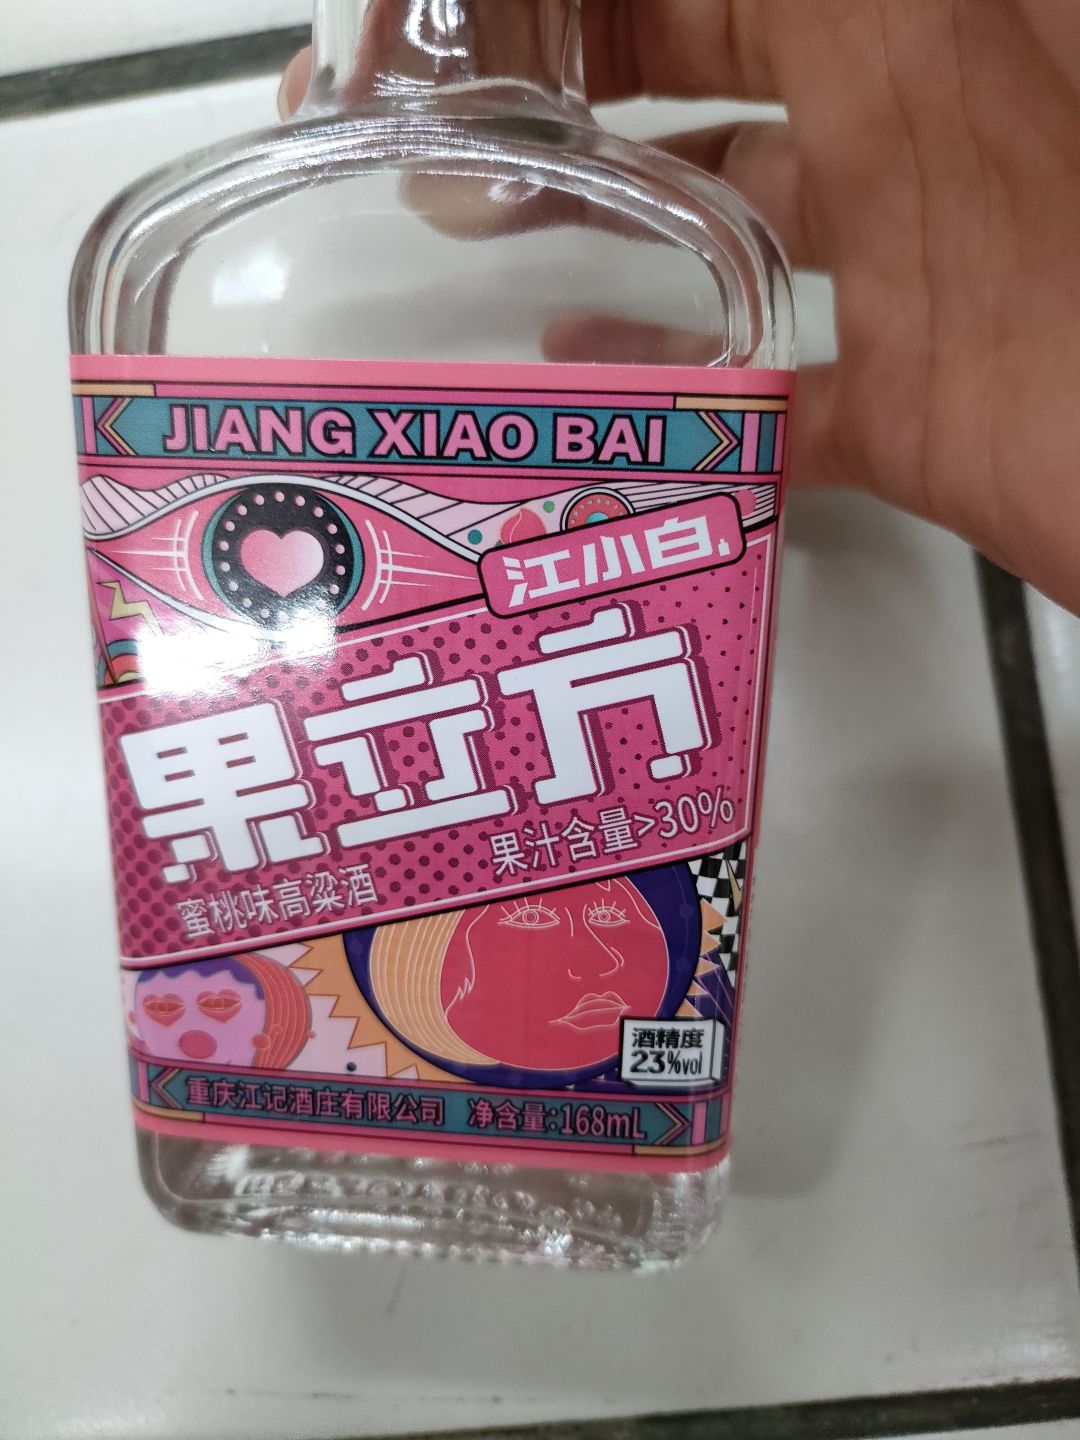 JIANG XIAO BAI
江小白
果立方
果汁含量>30%
蜜桃味高粱酒
酒精度
23%vol
重庆江记酒庄有限公司 净含量:168mL